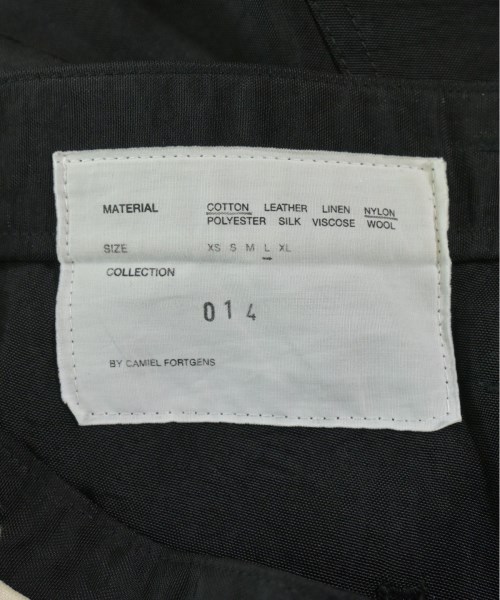 MATERIAL COTTON LEATHER LINEN NYLON
POLYESTER SILK VISCOSE WOOL
SIZE XS S M L XL
COLLECTION
014
BY CAMIEL FORTGENS